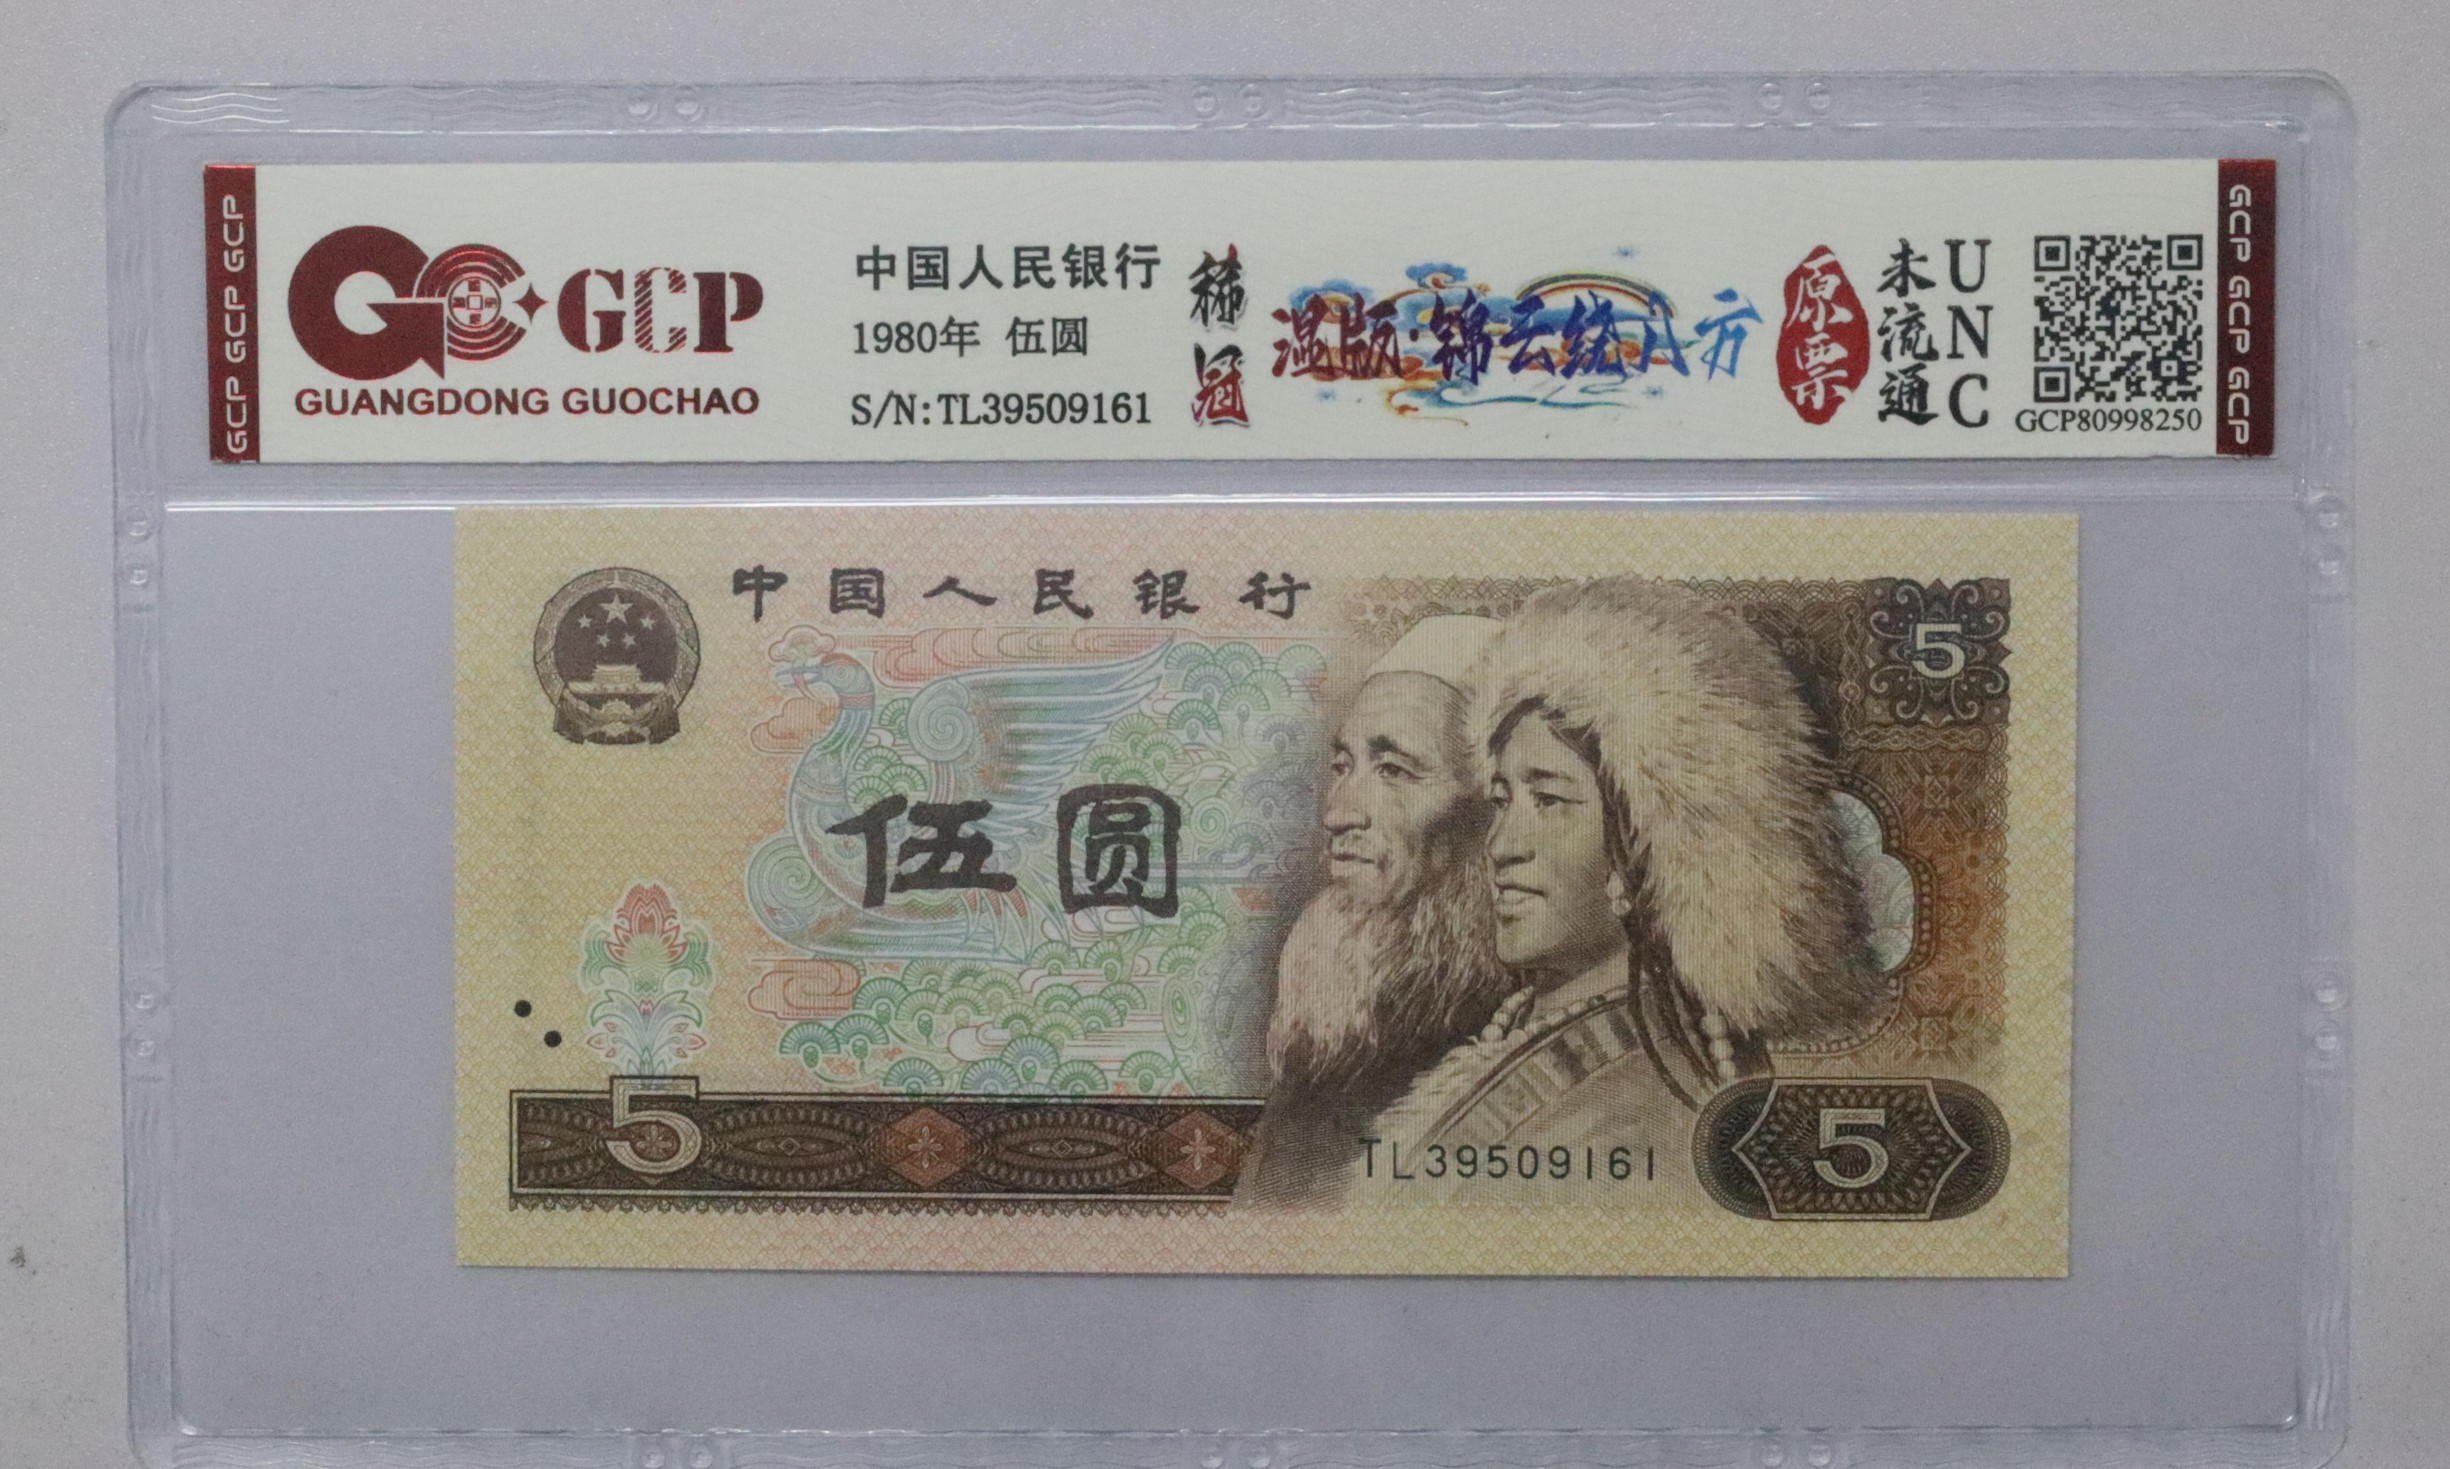 GCP GCP GCP
GCP
GUANGDONG GUOCHAO
中国人民银行
1980年 伍圆
S/N:TL39509161
稀冠
温版·锦云绕八方
原票
未流通
UNC
GCP80998250
GCP GCP GCP
中国人民银行
5
伍圆
5
TL39509161
5